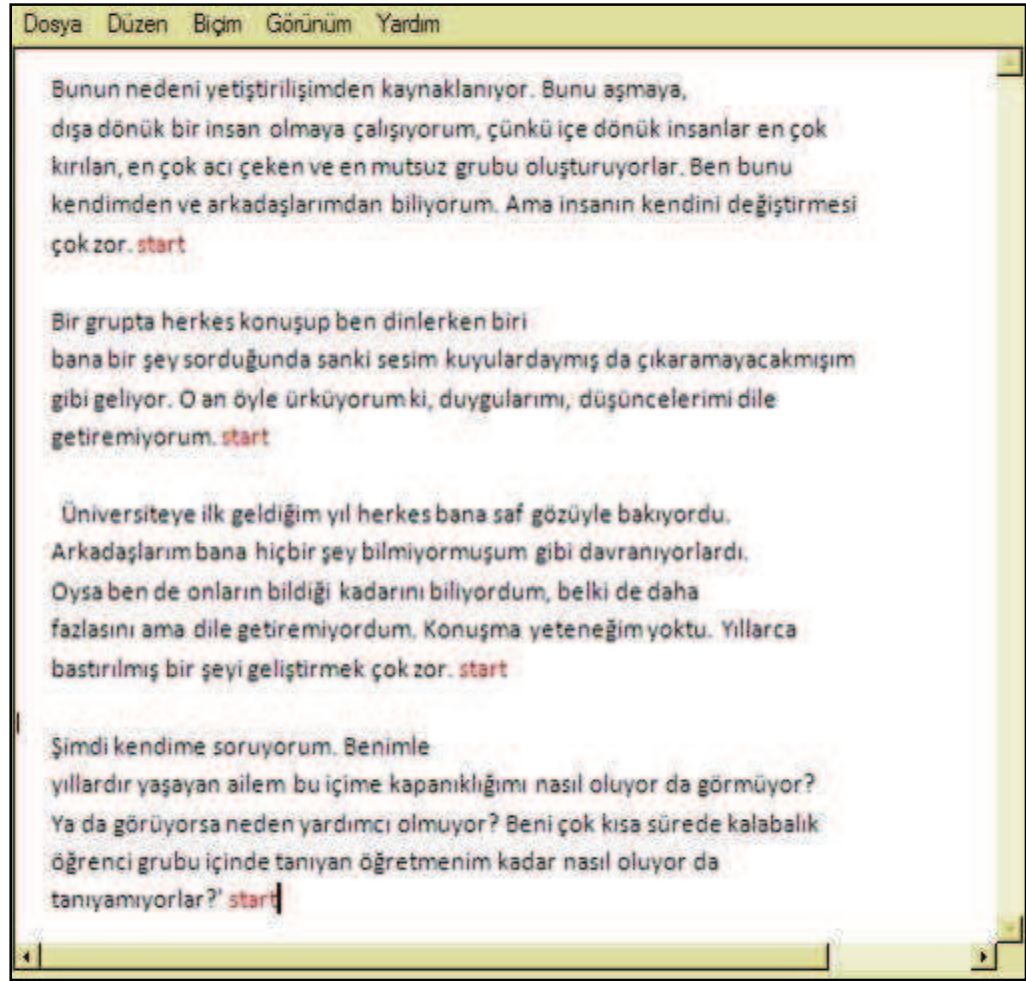 Dosya Düzen Biçim Görünüm Yardım
Bunun nedeni yetiştirilişimden kaynaklanıyor. Bunu aşmaya,
dışa dönük bir insan olmaya çalışıyorum, çünkü içe dönük insanlar en çok
kırılan, en çok acı çeken ve en mutsuz grubu oluşturuyorlar. Ben bunu
kendimden ve arkadaşlarımdan biliyorum. Ama insanın kendini değiştirmesi
çok zor. start
Bir grupta herkes konuşup ben dinlerken biri
bana bir şey sorduğunda sanki sesim kuyulardaymış da çıkaramayacakmışım
gibi geliyor. O an öyle ürküyorum ki, duygularımı, düşüncelerimi dile
getiremiyorum. start
Üniversiteye ilk geldiğim yıl herkes bana saf gözüyle bakıyordu.
Arkadaşlarım bana hiçbir şey bilmiyormuşum gibi davranıyorlardı.
Oysa ben de onların bildiği kadarını biliyordum, belki de daha
fazlasını ama dile getiremiyordum. Konuşma yeteneğim yoktu. Yıllarca
bastırılmış bir şeyi geliştirmek çok zor. start
Şimdi kendime soruyorum. Benimle
yıllardır yaşayan ailem bu içime kapanıklığımı nasıl oluyor da görmüyor?
Ya da görüyorsa neden yardımcı olmuyor? Beni çok kısa sürede kalabalık
öğrenci grubu içinde tanıyan öğretmenim kadar nasıl oluyor da
tanıyamıyorlar?' start